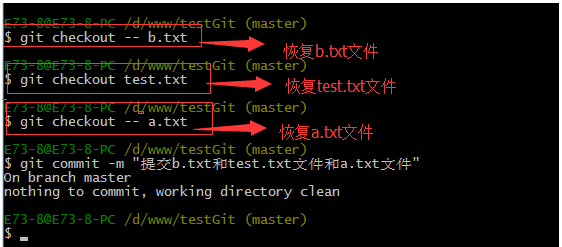 E73-8@E73-8-PC /d/www/testGit (master)
$ git checkout -- b.txt
恢复b.txt文件
E73-8@E73-8-PC /d/www/testGit (master)
$ git checkout test.txt
恢复test.txt文件
E73-8@E73-8-PC /d/www/testGit (master)
$ git checkout -- a.txt
恢复a.txt文件
E73-8@E73-8-PC /d/www/testGit (master)
$ git commit -m "提交b.txt和test.txt文件和a.txt文件"
On branch master
nothing to commit, working directory clean
E73-8@E73-8-PC /d/www/testGit (master)
$